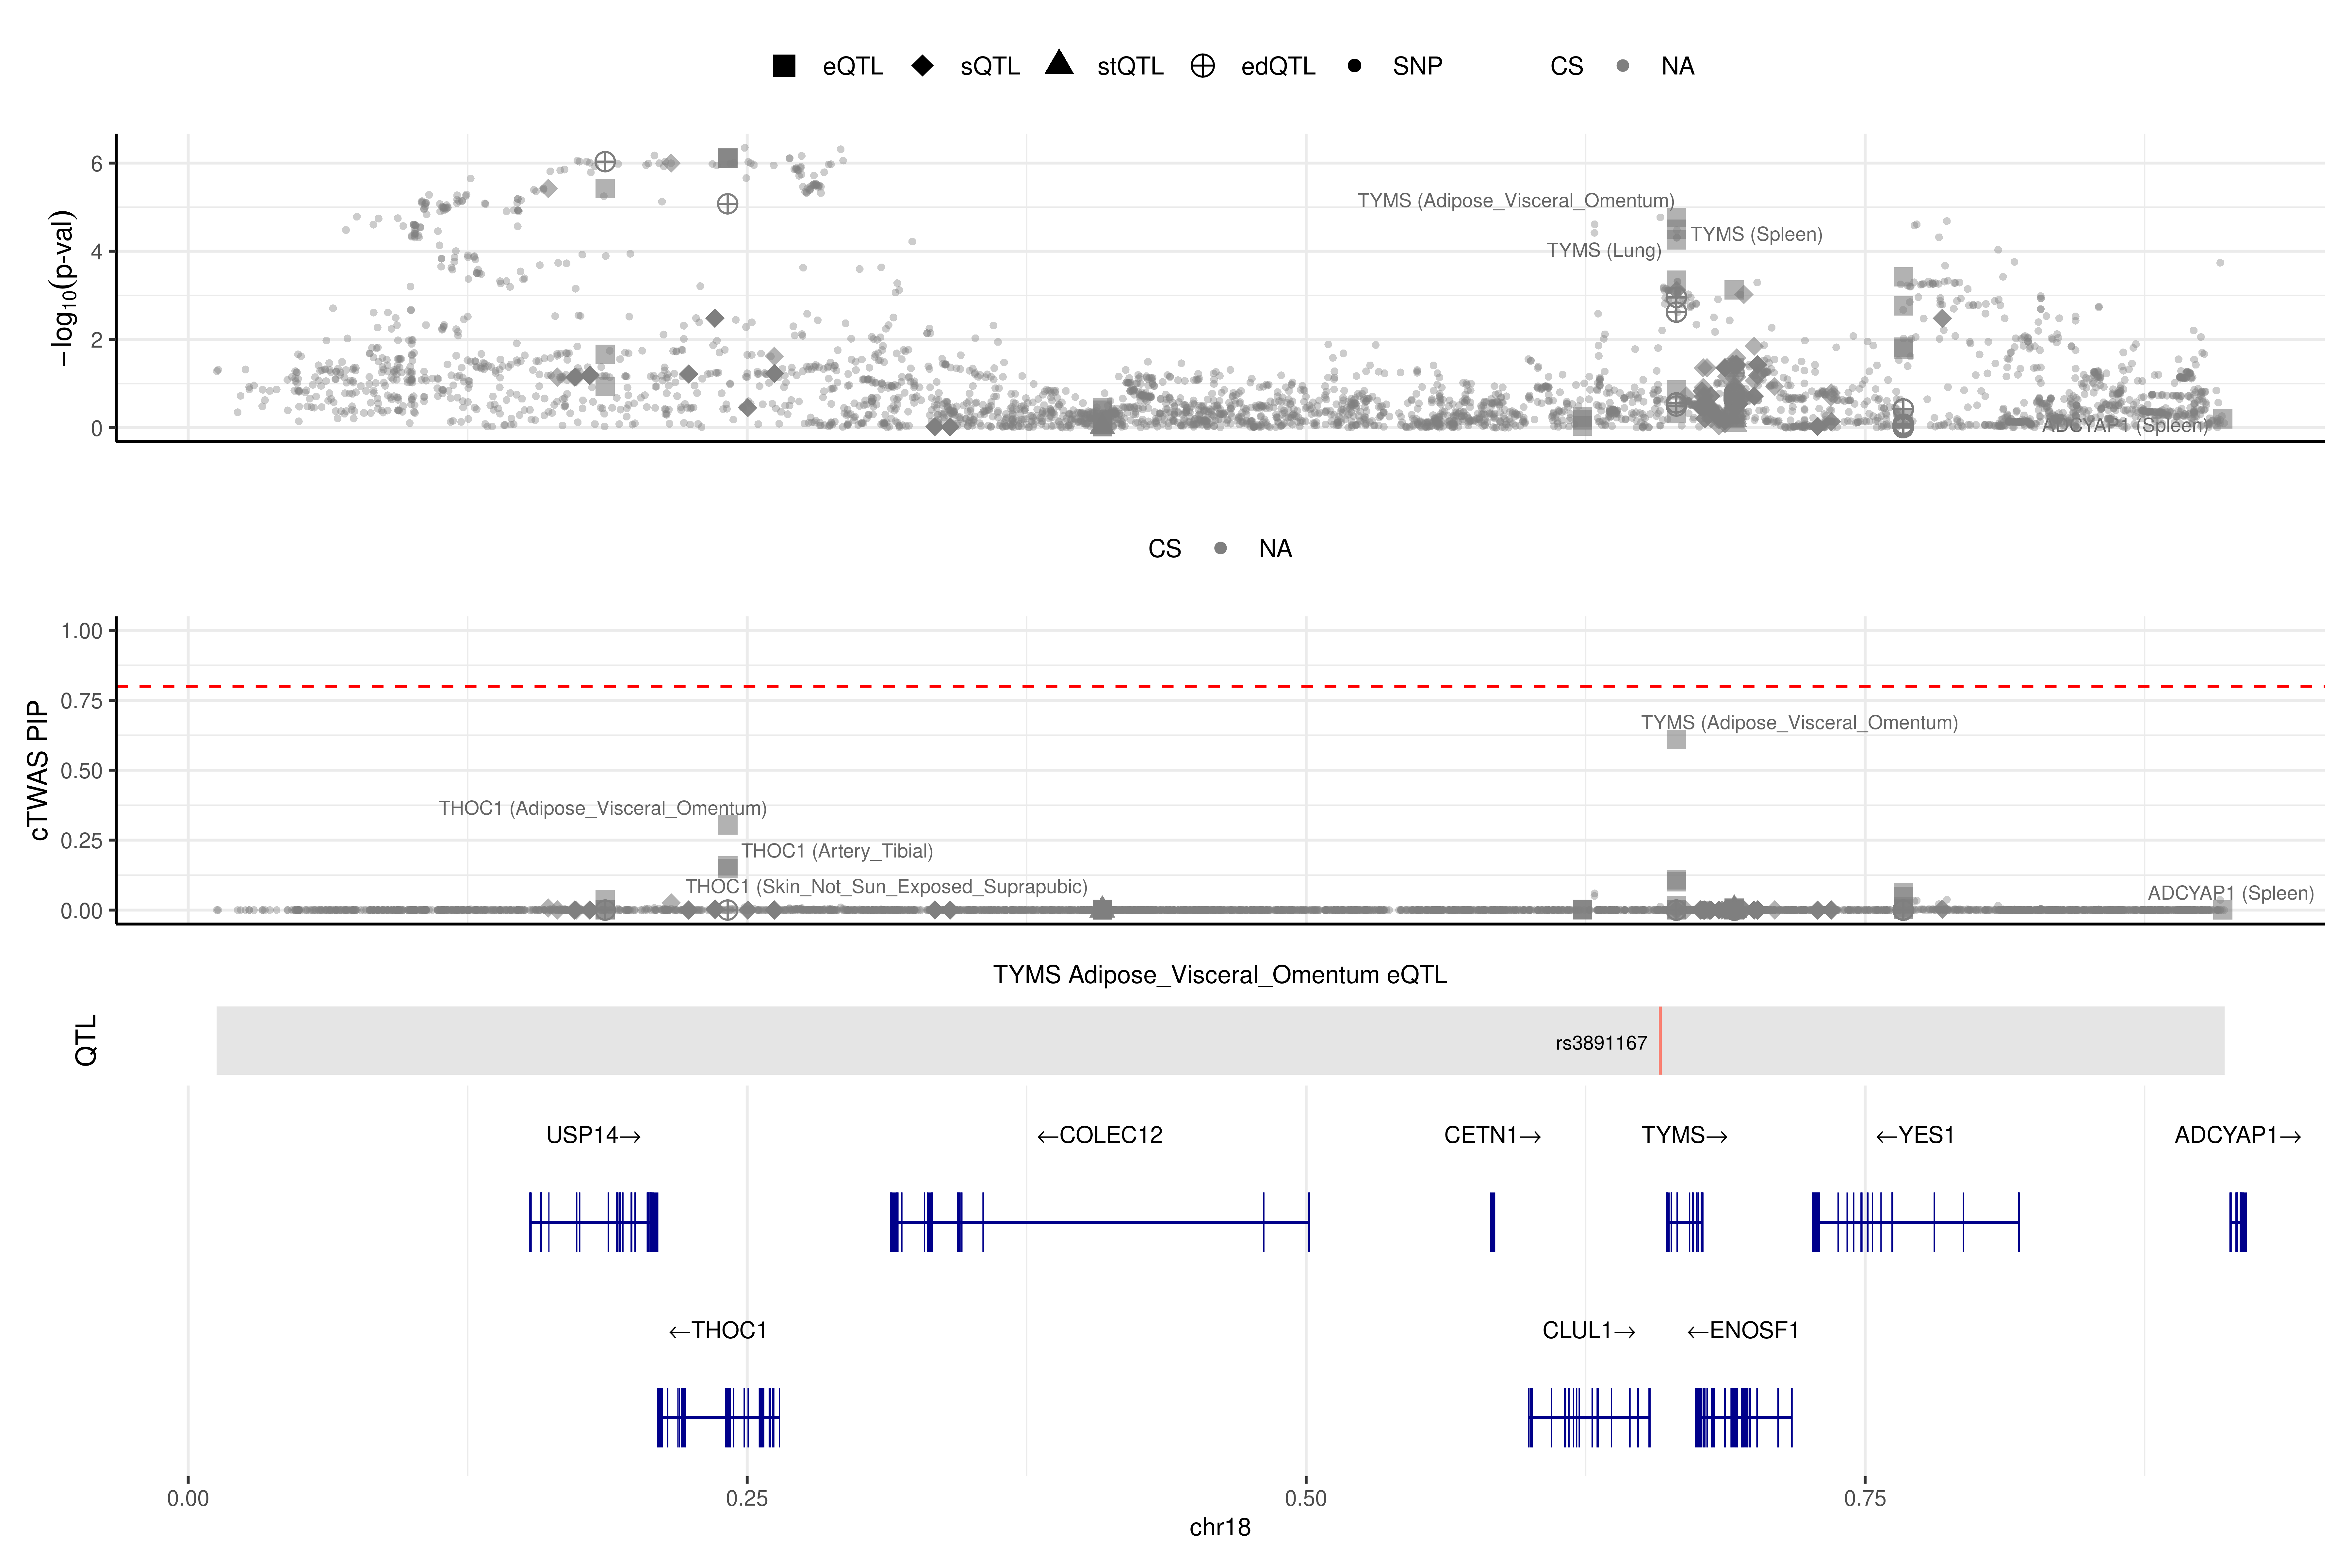 eQTL sQTL stQTL edQTL SNP CS NA
6
4
2
0
−log10(p-val)
TYMS (Adipose_Visceral_Omentum)
TYMS (Spleen)
TYMS (Lung)
ADCYAP1 (Spleen)
CS NA
1.00
0.75
0.50
0.25
0.00
cTWAS PIP
TYMS (Adipose_Visceral_Omentum)
THOC1 (Adipose_Visceral_Omentum)
THOC1 (Artery_Tibial)
THOC1 (Skin_Not_Sun_Exposed_Suprapubic)
ADCYAP1 (Spleen)
TYMS Adipose_Visceral_Omentum eQTL
QTL
rs3891167
USP14→ ←COLEC12 CETN1→ TYMS→ ←YES1 ADCYAP1→
←THOC1 CLUL1→ ←ENOSF1
0.00 0.25 0.50 0.75
chr18